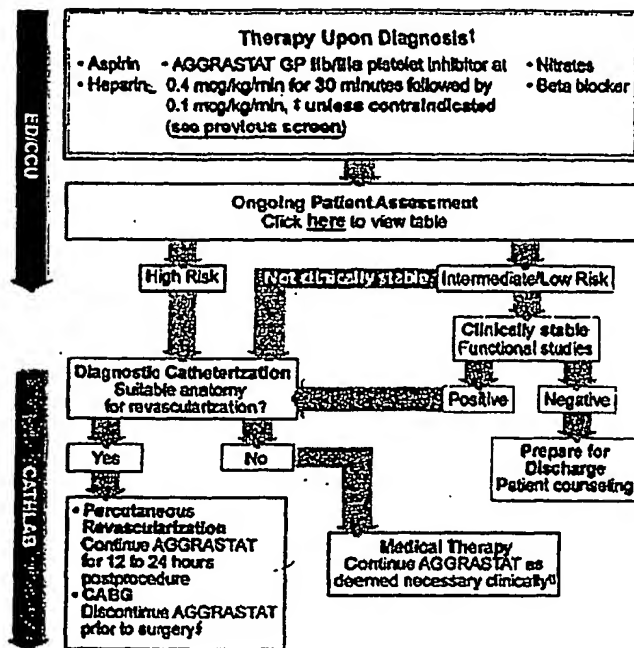 Therapy Upon Diagnosis†
• Aspirin
• Heparin
• AGGRASTAT GP IIb/IIIa platelet inhibitor at
0.4 mcg/kg/min for 30 minutes followed by
0.1 mcg/kg/min, ‡ unless contraindicated
(see previous screen)
• Nitrates
• Beta blocker
ED/CCU
Ongoing Patient Assessment
Click here to view table
High Risk
Not clinically stable
Intermediate/Low Risk
Clinically stable
Functional studies
Diagnostic Catheterization
Suitable anatomy
for revascularization?
Positive
Negative
Yes
No
Prepare for
Discharge
Patient counseling
CATH LAB
• Percutaneous
Revascularization
Continue AGGRASTAT
for 12 to 24 hours
postprocedure
• CABG
Discontinue AGGRASTAT
prior to surgery§
Medical Therapy
Continue AGGRASTAT as
deemed necessary clinically